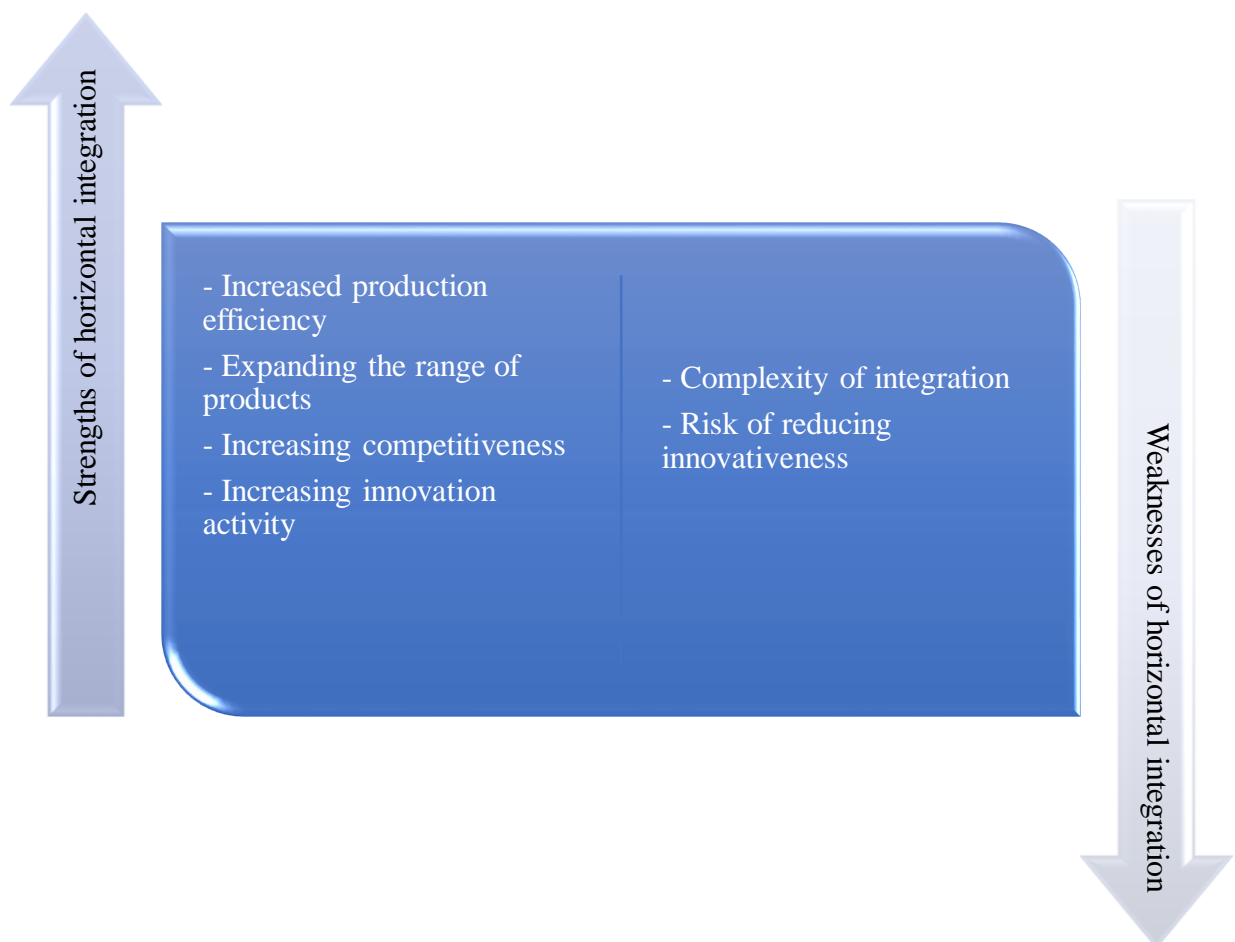 Strengths of horizontal integration
- Increased production
efficiency
- Expanding the range of
products
- Increasing competitiveness
- Increasing innovation
activity
- Complexity of integration
- Risk of reducing
innovativeness
Weaknesses of horizontal integration